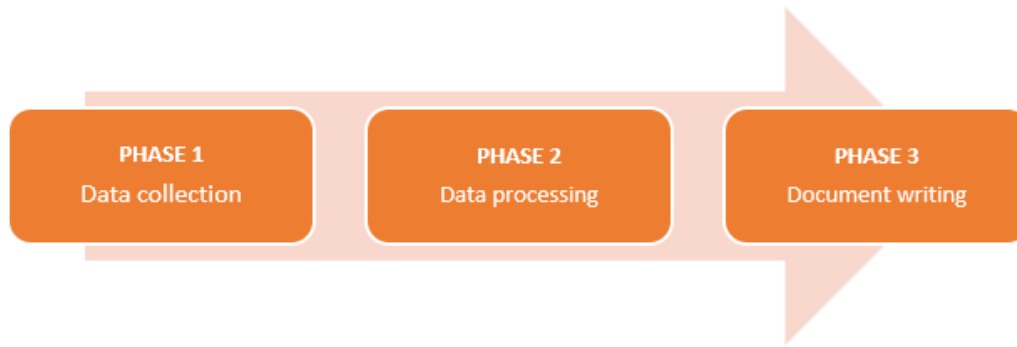 PHASE 1
Data collection
PHASE 2
Data processing
PHASE 3
Document writing